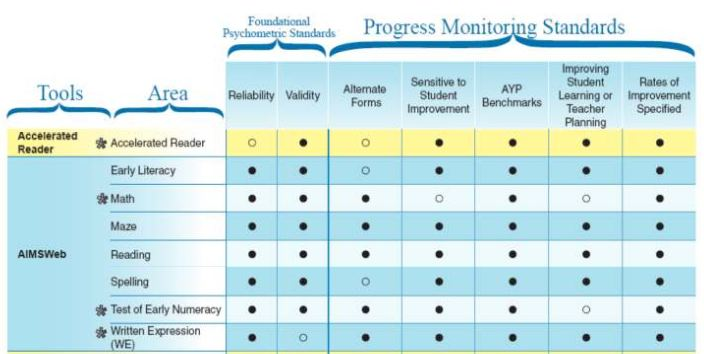 Foundational
Psychometric Standards
Progress Monitoring Standards
Tools
Area
Reliability
Validity
Alternate
Forms
Sensitive to
Student
Improvement
AYP
Benchmarks
Improving
Student
Learning or
Teacher
Planning
Rates of
Improvement
Specified
Accelerated
Reader
Accelerated Reader
AIMSWeb
Early Literacy
Math
Maze
Reading
Spelling
Test of Early Numeracy
Written Expression
(WE)